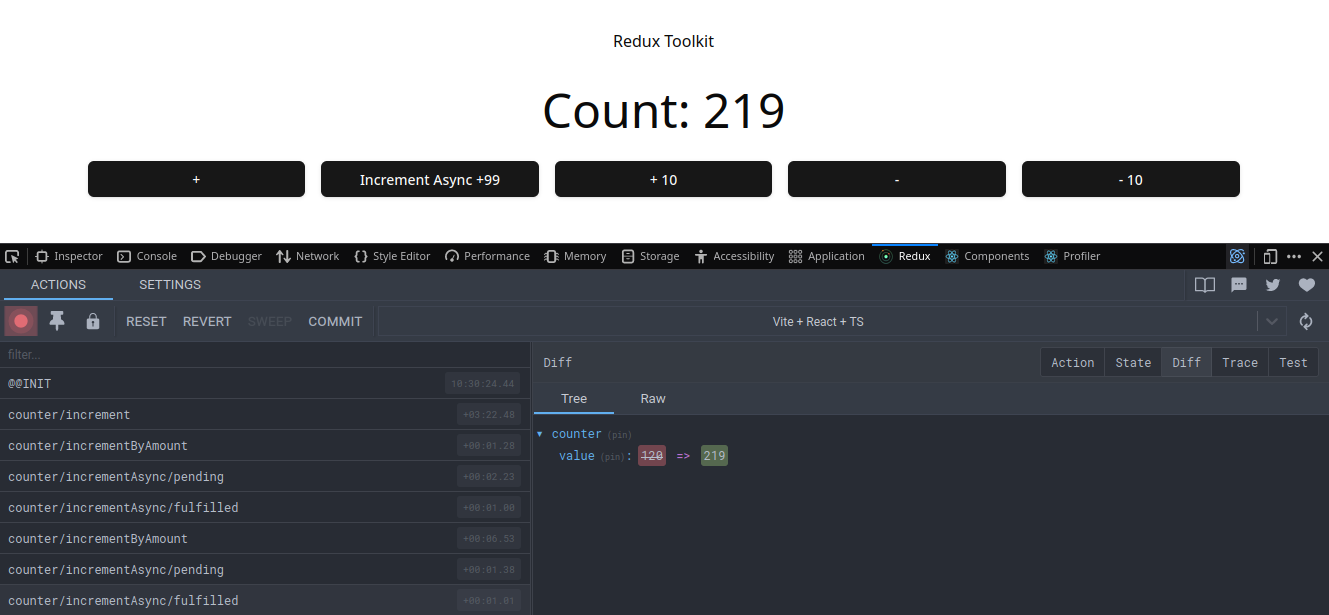 Redux Toolkit
Count: 219
+ Increment Async +99 + 10 - - 10
Inspector Console Debugger Network Style Editor Performance Memory Storage Accessibility Application Redux Components Profiler
ACTIONS SETTINGS
RESET REVERT SWEEP COMMIT Vite + React + TS
filter...
@@INIT 10:30:24.44
counter/increment +03:22.48
counter/incrementByAmount +00:01.28
counter/incrementAsync/pending +00:02.23
counter/incrementAsync/fulfilled +00:01.00
counter/incrementByAmount +00:06.53
counter/incrementAsync/pending +00:01.38
counter/incrementAsync/fulfilled +00:01.01
Diff Action State Diff Trace Test
Tree Raw
counter (pin)
value (pin): 120 => 219